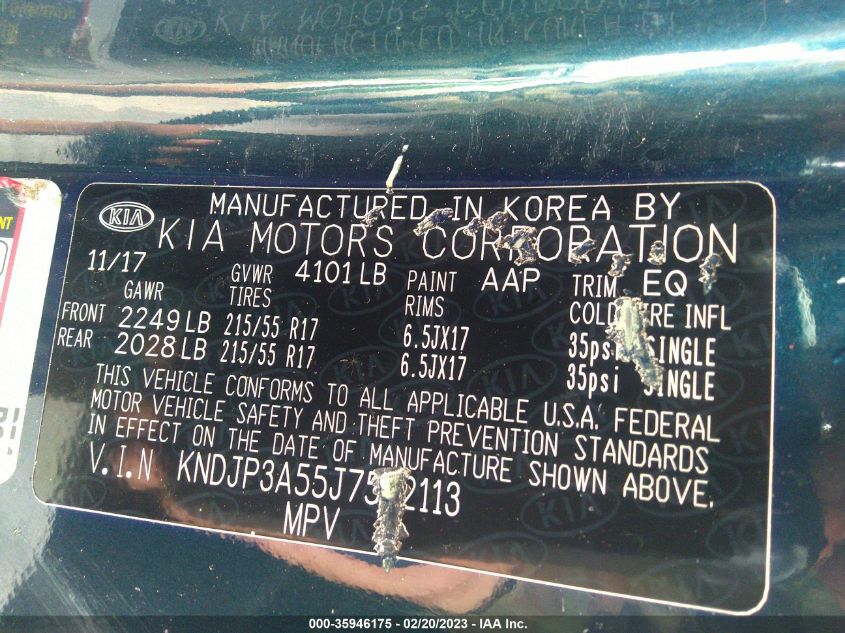 KIA
MANUFACTURED IN KOREA BY
KIA MOTORS CORPORATION
11/17 GVWR 4101 LB PAINT AAP TRIM EQ
GAWR TIRES RIMS COLD TIRE INFL
FRONT 2249 LB 215/55 R17 6.5JX17 35psi SINGLE
REAR 2028 LB 215/55 R17 6.5JX17 35psi SINGLE
THIS VEHICLE CONFORMS TO ALL APPLICABLE U.S.A. FEDERAL
MOTOR VEHICLE SAFETY AND THEFT PREVENTION STANDARDS
IN EFFECT ON THE DATE OF MANUFACTURE SHOWN ABOVE.
V.I.N
MPV
000-35946175 — 02/20/2023 — IAA Inc.